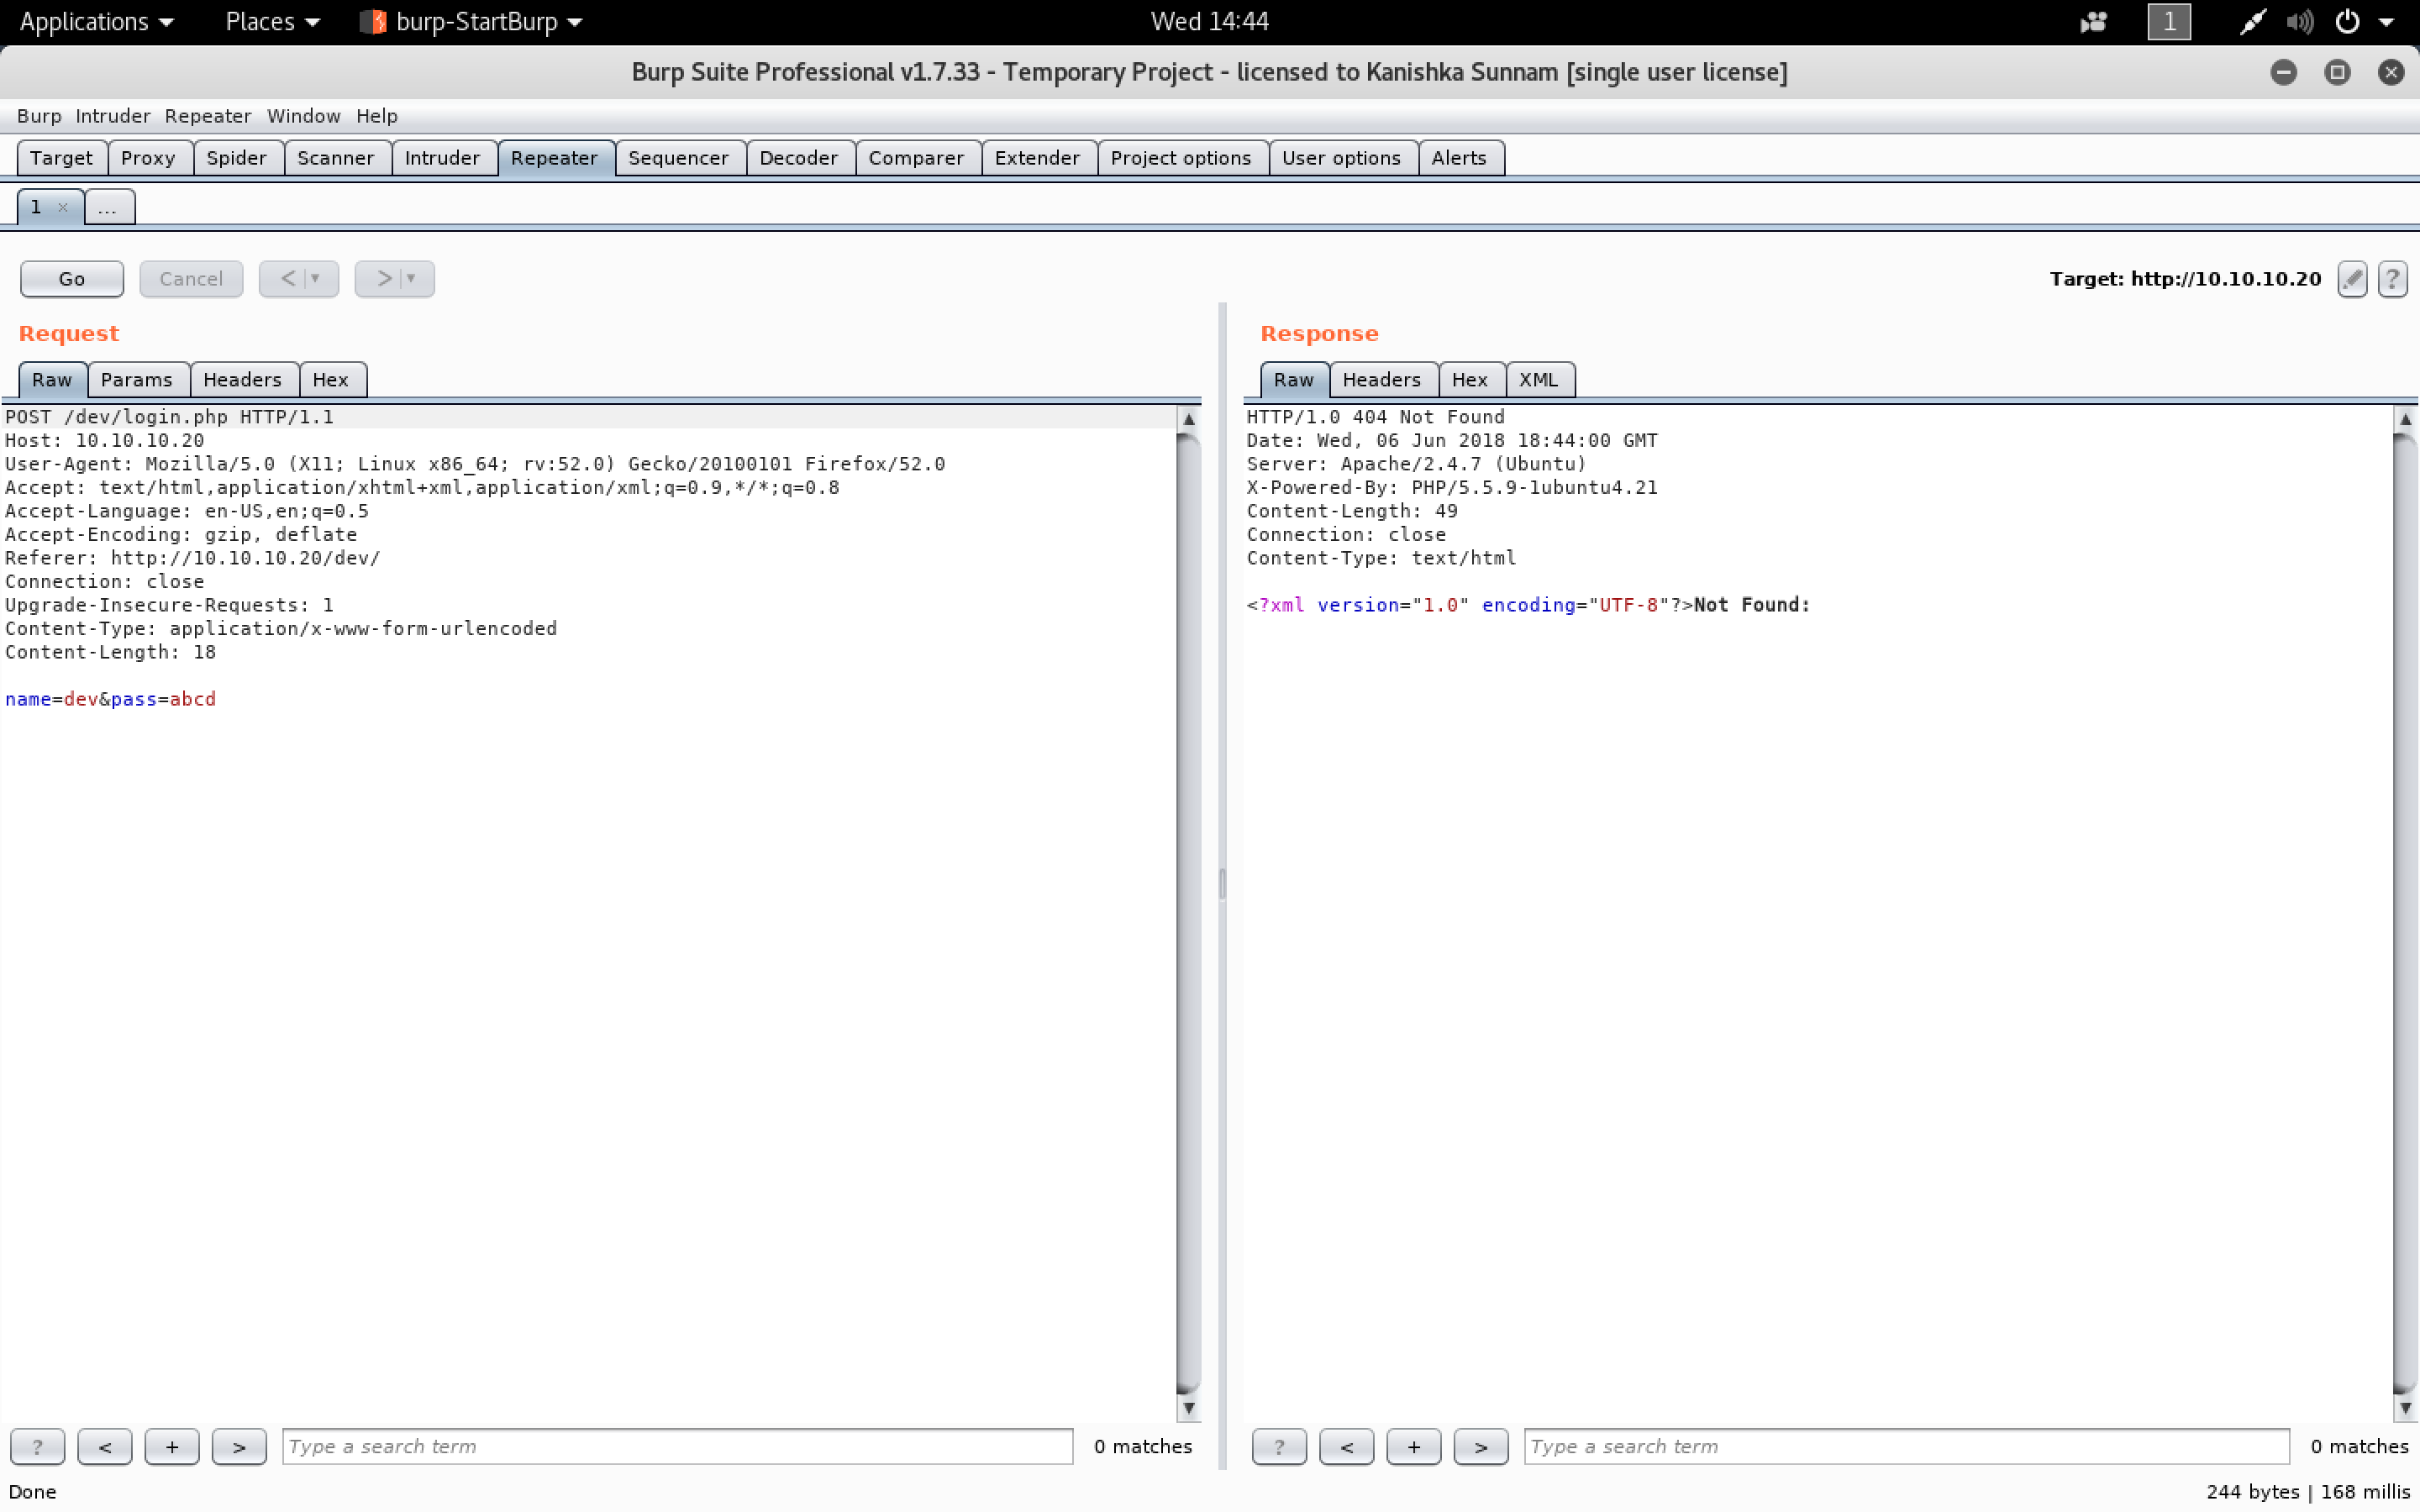 Applications Places burp-StartBurp Wed 14:44 1
Burp Suite Professional v1.7.33 - Temporary Project - licensed to Kanishka Sunnam [single user license]
Burp Intruder Repeater Window Help
Target Proxy Spider Scanner Intruder Repeater Sequencer Decoder Comparer Extender Project options User options Alerts
1 × ...
Go Cancel < > Target: http://10.10.10.20 ?
Request
Raw Params Headers Hex
POST /dev/login.php HTTP/1.1
Host: 10.10.10.20
User-Agent: Mozilla/5.0 (X11; Linux x86_64; rv:52.0) Gecko/20100101 Firefox/52.0
Accept: text/html,application/xhtml+xml,application/xml;q=0.9,*/*;q=0.8
Accept-Language: en-US,en;q=0.5
Accept-Encoding: gzip, deflate
Referer: http://10.10.10.20/dev/
Connection: close
Upgrade-Insecure-Requests: 1
Content-Type: application/x-www-form-urlencoded
Content-Length: 18
name=dev&pass=abcd
? < + > Type a search term 0 matches
Response
Raw Headers Hex XML
HTTP/1.0 404 Not Found
Date: Wed, 06 Jun 2018 18:44:00 GMT
Server: Apache/2.4.7 (Ubuntu)
X-Powered-By: PHP/5.5.9-1ubuntu4.21
Content-Length: 49
Connection: close
Content-Type: text/html
<?xml version="1.0" encoding="UTF-8"?>Not Found:
? < + > Type a search term 0 matches
Done 244 bytes | 168 millis